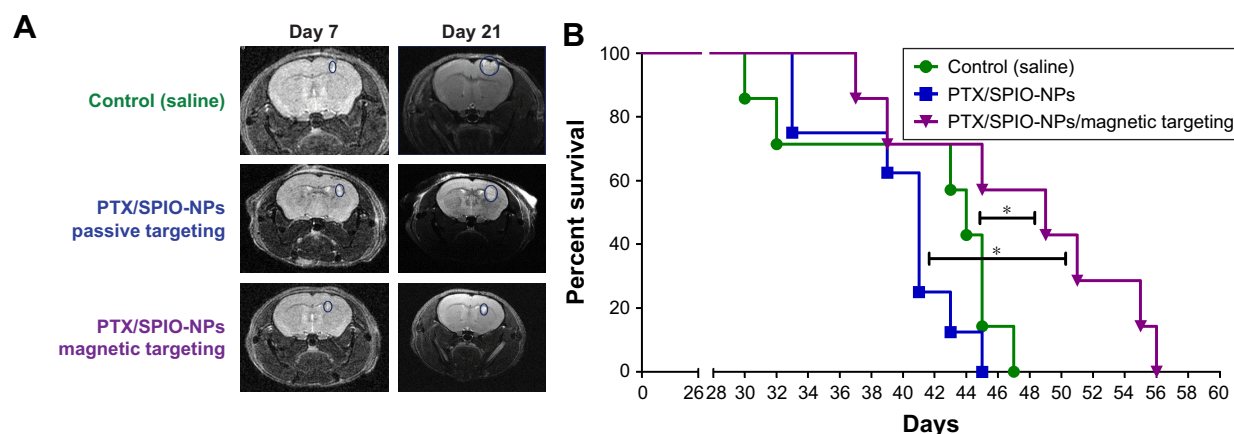 A
Day 7
Day 21
Control (saline)
PTX/SPIO-NPs
passive targeting
PTX/SPIO-NPs
magnetic targeting
B
Percent survival
100
80
60
40
20
0
Control (saline)
PTX/SPIO-NPs
PTX/SPIO-NPs/magnetic targeting
*
*
0 26 28 30 32 34 36 38 40 42 44 46 48 50 52 54 56 58 60
Days